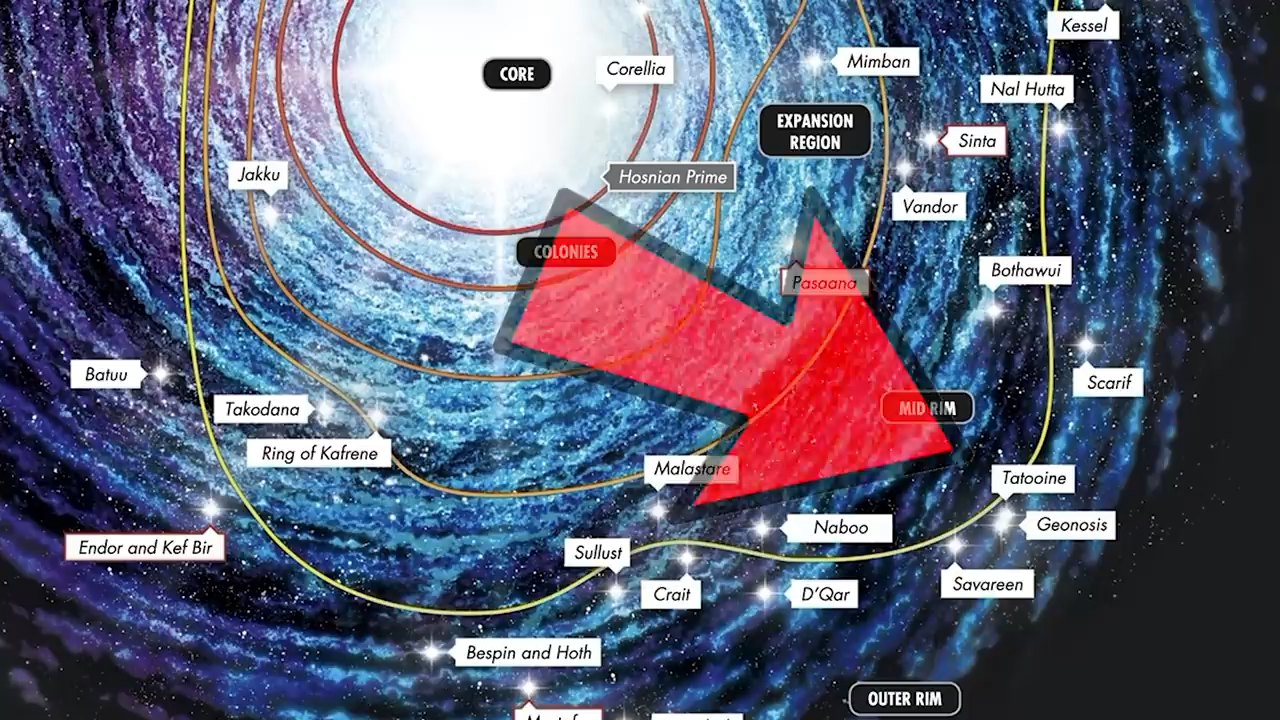 Kessel
CORE
Corellia
Mimban
Nal Hutta
EXPANSION
REGION
Sinta
Jakku
Hosnian Prime
Vandor
COLONIES
Bothawui
Pasaana
Batuu
Scarif
Takodana
MID RIM
Ring of Kafrene
Malastare
Tatooine
Naboo
Geonosis
Endor and Kef Bir
Sullust
Crait
D'Qar
Savareen
Bespin and Hoth
OUTER RIM